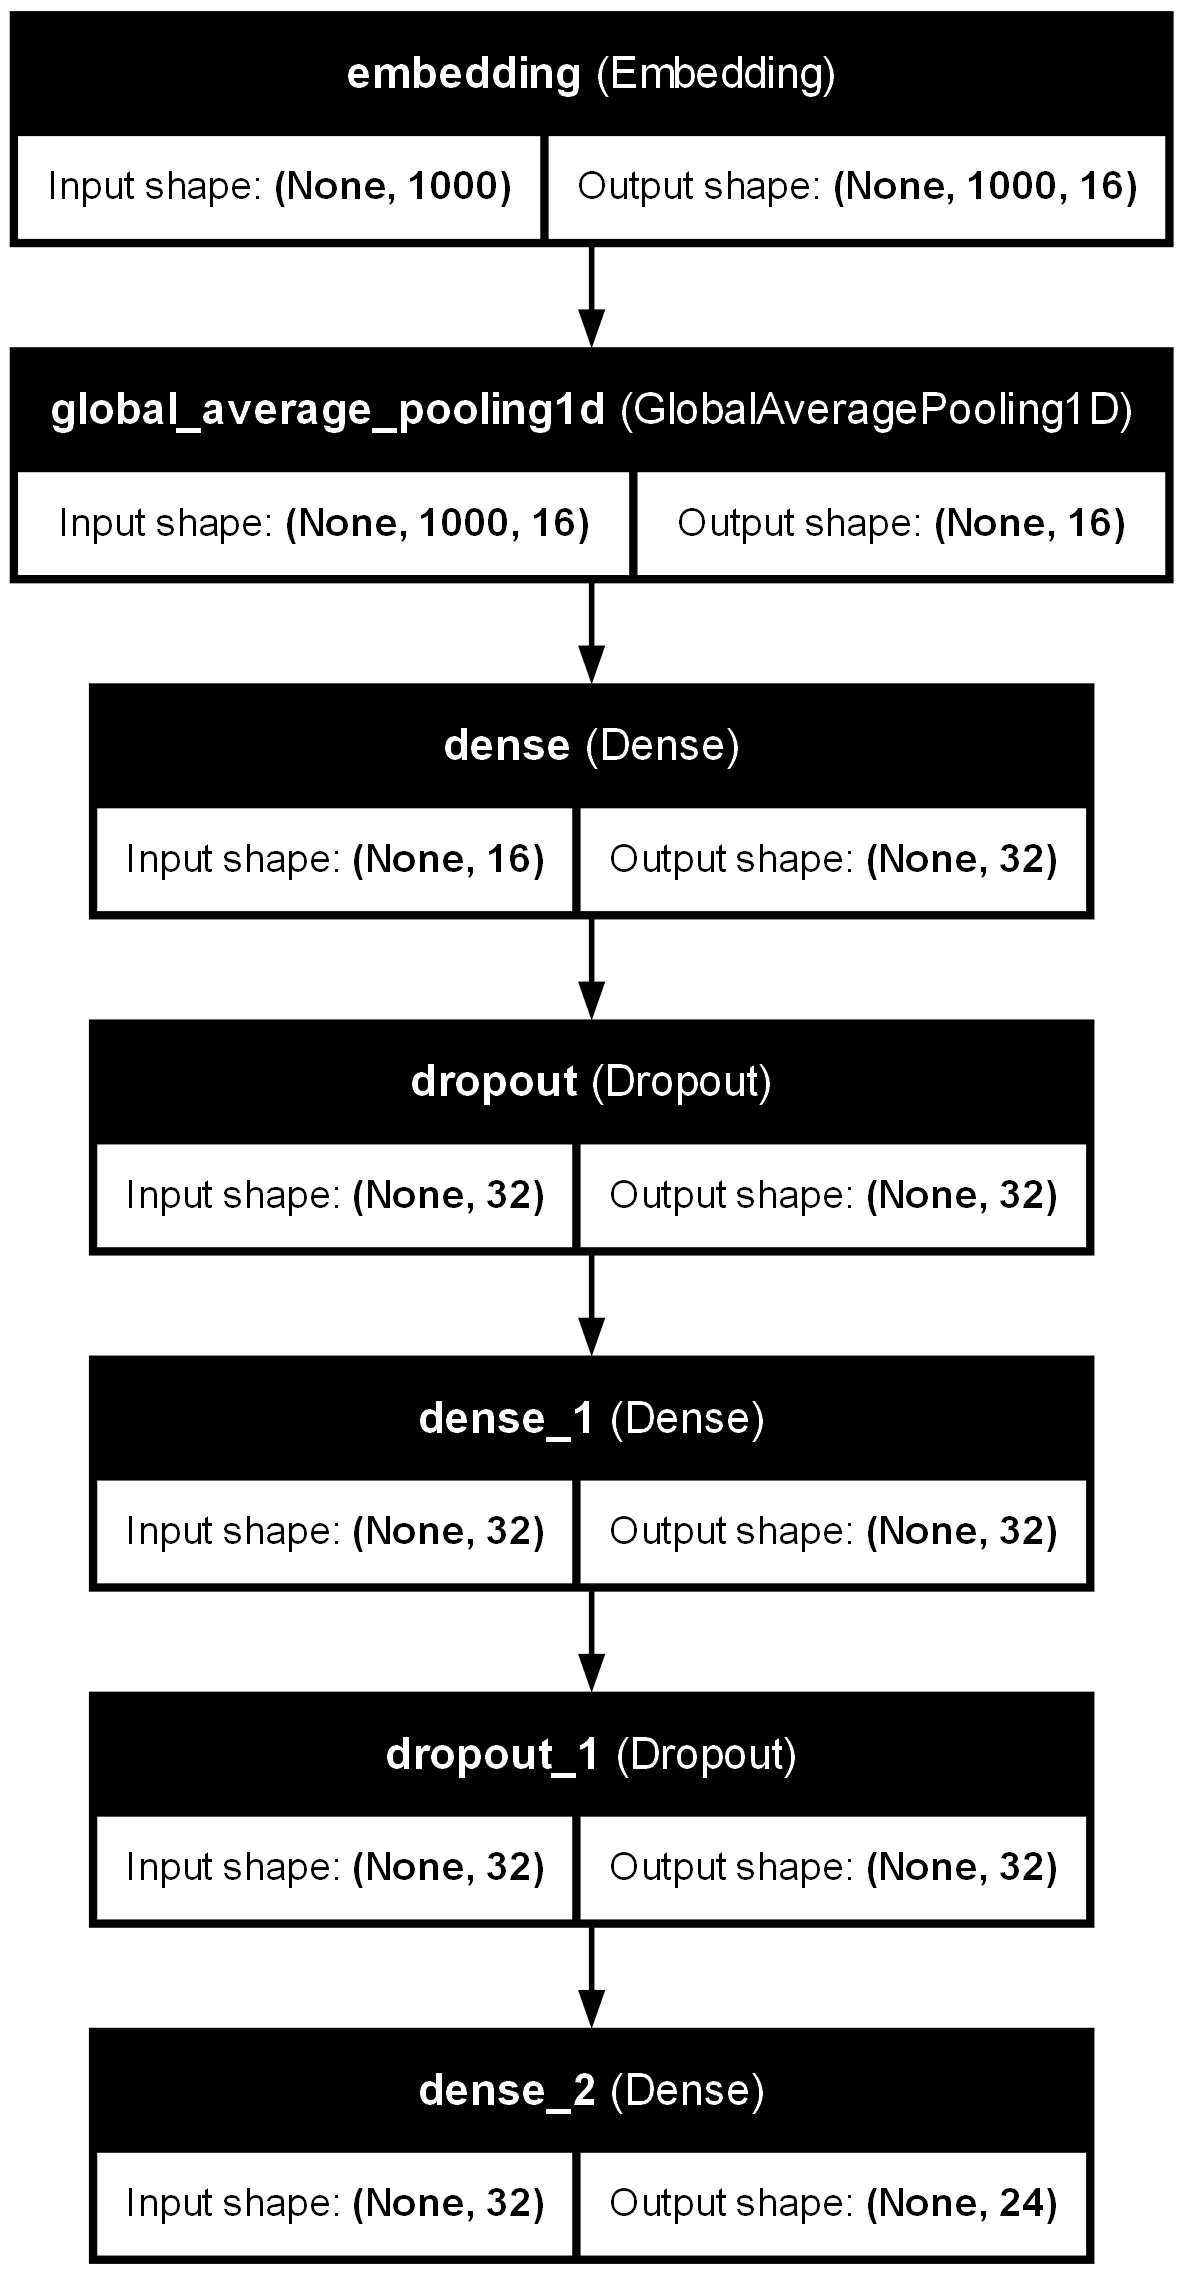 embedding (Embedding)
Input shape: (None, 1000) Output shape: (None, 1000, 16)
global_average_pooling1d (GlobalAveragePooling1D)
Input shape: (None, 1000, 16) Output shape: (None, 16)
dense (Dense)
Input shape: (None, 16) Output shape: (None, 32)
dropout (Dropout)
Input shape: (None, 32) Output shape: (None, 32)
dense_1 (Dense)
Input shape: (None, 32) Output shape: (None, 32)
dropout_1 (Dropout)
Input shape: (None, 32) Output shape: (None, 32)
dense_2 (Dense)
Input shape: (None, 32) Output shape: (None, 24)